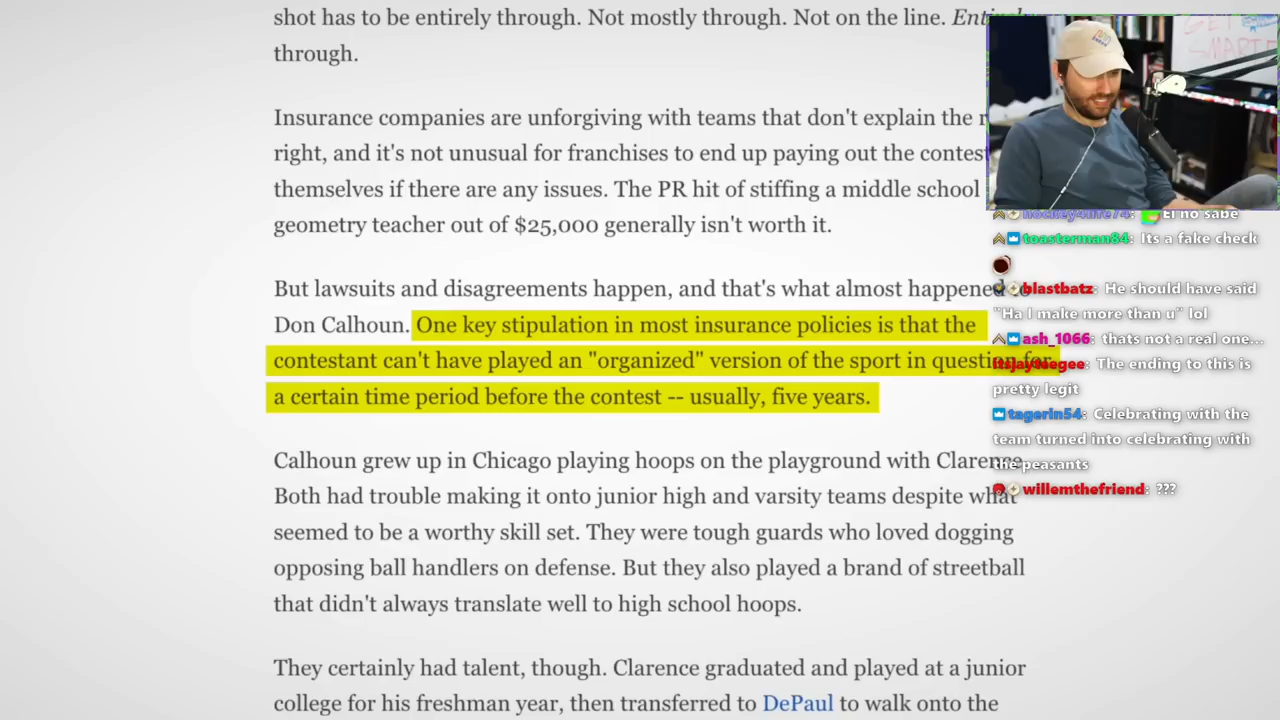 shot has to be entirely through. Not mostly through. Not on the line. Entirely
through.
Insurance companies are unforgiving with teams that don't explain the
right, and it's not unusual for franchises to end up paying out the contest
themselves if there are any issues. The PR hit of stiffing a middle school
geometry teacher out of $25,000 generally isn't worth it.
But lawsuits and disagreements happen, and that's what almost happened to
Don Calhoun. One key stipulation in most insurance policies is that the
contestant can't have played an "organized" version of the sport in question for
a certain time period before the contest -- usually, five years.
Calhoun grew up in Chicago playing hoops on the playground with Clarence.
Both had trouble making it onto junior high and varsity teams despite what
seemed to be a worthy skill set. They were tough guards who loved dogging
opposing ball handlers on defense. But they also played a brand of streetball
that didn't always translate well to high school hoops.
They certainly had talent, though. Clarence graduated and played at a junior
college for his freshman year, then transferred to DePaul to walk onto the
GET
SMART
hockey4life74: El no sabe
toasterman84: Its a fake check
blastbatz: He should have said
"Ha I make more than u" lol
ash_1066: thats not a real one...
itsjayteegee: The ending to this is
pretty legit
tagerin54: Celebrating with the
team turned into celebrating with
the peasants
willemthefriend: ???